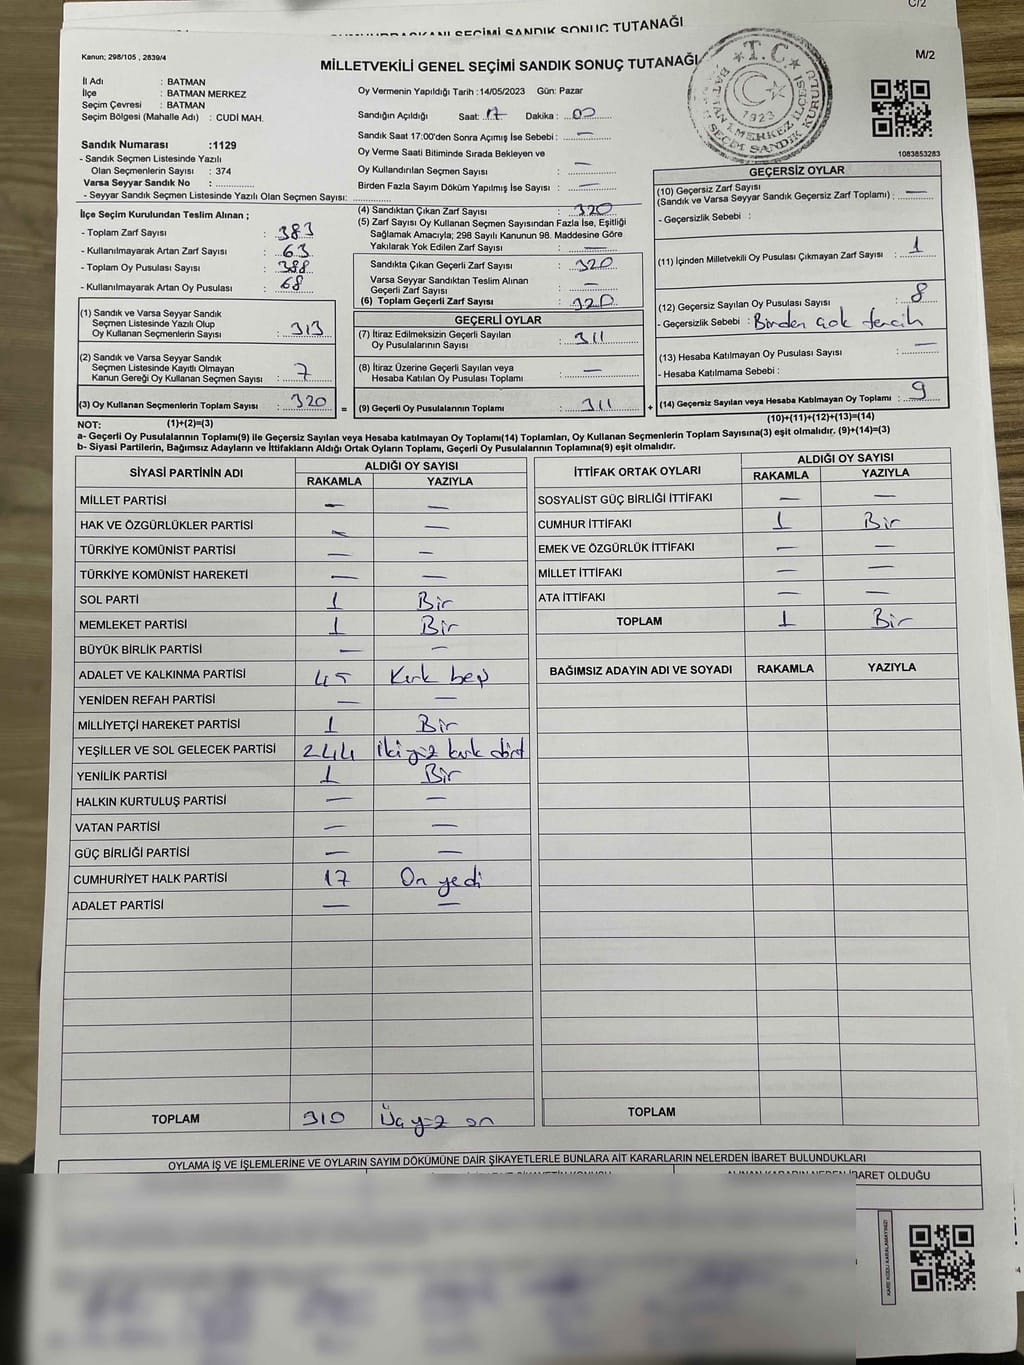 C/2
CUMHURBAŞKANI SEÇİMİ SANDIK SONUÇ TUTANAĞI
Kanun; 298/105 , 2839/4
MİLLETVEKİLİ GENEL SEÇİMİ SANDIK SONUÇ TUTANAĞI
M/2
T.C.
1923
İl Adı : BATMAN
İlçe : BATMAN MERKEZ
Seçim Çevresi : BATMAN
Seçim Bölgesi (Mahalle Adı) : CUDİ MAH.
Sandık Numarası :1129
- Sandık Seçmen Listesinde Yazılı
Olan Seçmenlerin Sayısı : 374
Varsa Seyyar Sandık No : ..............
- Seyyar Sandık Seçmen Listesinde Yazılı Olan Seçmen Sayısı: ..............
Oy Vermenin Yapıldığı Tarih :14/05/2023 Gün: Pazar
Sandığın Açıldığı Saat: 17 Dakika : 00
Sandık Saat 17:00'den Sonra Açımış İse Sebebi : —
Oy Verme Saati Bitiminde Sırada Bekleyen ve
Oy Kullandırılan Seçmen Sayısı : —
Birden Fazla Sayım Döküm Yapılmış İse Sayısı : —
1083853283
İlçe Seçim Kurulundan Teslim Alınan ;
- Toplam Zarf Sayısı : 383
- Kullanılmayarak Artan Zarf Sayısı : 63
- Toplam Oy Pusulası Sayısı : 388
- Kullanılmayarak Artan Oy Pusulası : 68
(1) Sandık ve Varsa Seyyar Sandık
Seçmen Listesinde Yazılı Olup
Oy Kullanan Seçmenlerin Sayısı : 313
(2) Sandık ve Varsa Seyyar Sandık
Seçmen Listesinde Kayıtlı Olmayan
Kanun Gereği Oy Kullanan Seçmen Sayısı : 7
(3) Oy Kullanan Seçmenlerin Toplam Sayısı : 320
(4) Sandıktan Çıkan Zarf Sayısı : 320
(5) Zarf Sayısı Oy Kullanan Seçmen Sayısından Fazla İse, Eşitliği
Sağlamak Amacıyla; 298 Sayılı Kanunun 98. Maddesine Göre
Yakılarak Yok Edilen Zarf Sayısı : —
Sandıkta Çıkan Geçerli Zarf Sayısı : 320
Varsa Seyyar Sandıktan Teslim Alınan
Geçerli Zarf Sayısı : —
(6) Toplam Geçerli Zarf Sayısı : 320
GEÇERLİ OYLAR
(7) İtiraz Edilmeksizin Geçerli Sayılan
Oy Pusulalarının Sayısı : 311
(8) İtiraz Üzerine Geçerli Sayılan veya
Hesaba Katılan Oy Pusulası Toplamı : —
= (9) Geçerli Oy Pusulalarının Toplamı : 311
GEÇERSİZ OYLAR
(10) Geçersiz Zarf Sayısı
(Sandık ve Varsa Seyyar Sandık Geçersiz Zarf Toplamı) : —
- Geçersizlik Sebebi :
(11) İçinden Milletvekili Oy Pusulası Çıkmayan Zarf Sayısı : 1
(12) Geçersiz Sayılan Oy Pusulası Sayısı : 8
- Geçersizlik Sebebi : Birden çok tercih
(13) Hesaba Katılmayan Oy Pusulası Sayısı : —
- Hesaba Katılmama Sebebi :
+ (14) Geçersiz Sayılan veya Hesaba Katılmayan Oy Toplamı : 9
NOT: (1)+(2)=(3)
(10)+(11)+(12)+(13)=(14)
a- Geçerli Oy Pusulalarının Toplamı(9) ile Geçersiz Sayılan veya Hesaba katılmayan Oy Toplamı(14) Toplamları, Oy Kullanan Seçmenlerin Toplam Sayısına(3) eşit olmalıdır. (9)+(14)=(3)
b- Siyasi Partilerin, Bağımsız Adayların ve İttifakların Aldığı Ortak Oyların Toplamı, Geçerli Oy Pusulalarının Toplamına(9) eşit olmalıdır.
SİYASİ PARTİNİN ADI ALDIĞI OY SAYISI
RAKAMLA YAZIYLA
MİLLET PARTİSİ — —
HAK VE ÖZGÜRLÜKLER PARTİSİ — —
TÜRKİYE KOMÜNİST PARTİSİ — —
TÜRKİYE KOMÜNİST HAREKETİ — —
SOL PARTİ 1 Bir
MEMLEKET PARTİSİ 1 Bir
BÜYÜK BİRLİK PARTİSİ — —
ADALET VE KALKINMA PARTİSİ 45 Kırk beş
YENİDEN REFAH PARTİSİ — —
MİLLİYETÇİ HAREKET PARTİSİ 1 Bir
YEŞİLLER VE SOL GELECEK PARTİSİ 244 İkiyüz kırk dört
YENİLİK PARTİSİ 1 Bir
HALKIN KURTULUŞ PARTİSİ — —
VATAN PARTİSİ — —
GÜÇ BİRLİĞİ PARTİSİ — —
CUMHURİYET HALK PARTİSİ 17 On yedi
ADALET PARTİSİ — —
TOPLAM 310 Üçyüz on
İTTİFAK ORTAK OYLARI ALDIĞI OY SAYISI
RAKAMLA YAZIYLA
SOSYALİST GÜÇ BİRLİĞİ İTTİFAKI — —
CUMHUR İTTİFAKI 1 Bir
EMEK VE ÖZGÜRLÜK İTTİFAKI — —
MİLLET İTTİFAKI — —
ATA İTTİFAKI — —
TOPLAM 1 Bir
BAĞIMSIZ ADAYIN ADI VE SOYADI RAKAMLA YAZIYLA
TOPLAM
OYLAMA İŞ VE İŞLEMLERİNE VE OYLARIN SAYIM DÖKÜMÜNE DAİR ŞİKAYETLERLE BUNLARA AİT KARARLARIN NELERDEN İBARET BULUNDUKLARI
ALINAN KARARIN NEDEN İBARET OLDUĞU
KARE KODU KARALAMAYINIZ!